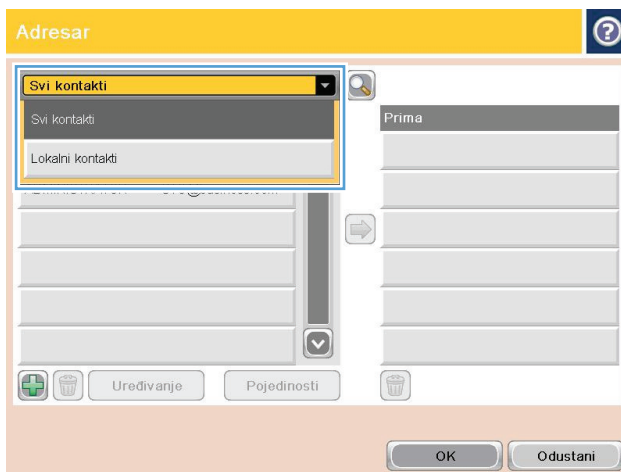 Adresar
Svi kontakti
Svi kontakti
Prima
Lokalni kontakti
Uređivanje
Pojedinosti
OK
Odustani